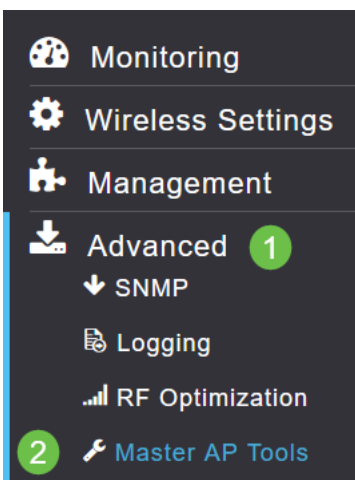 Monitoring
Wireless Settings
Management
Advanced 1
SNMP
Logging
RF Optimization
2 Master AP Tools